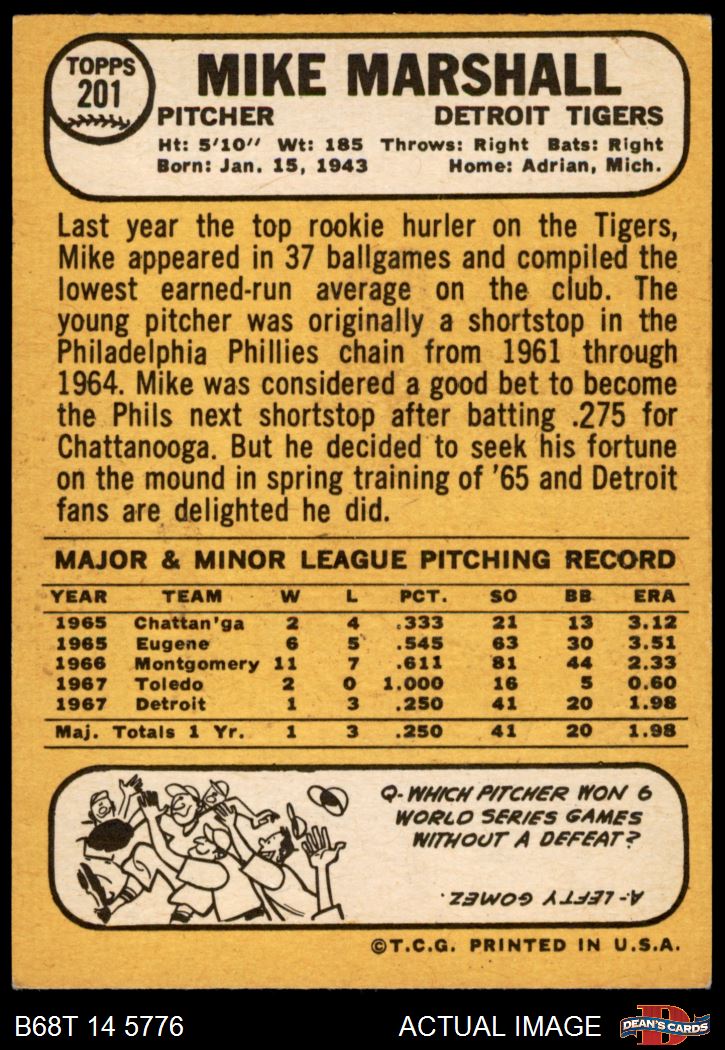 TOPPS
201
MIKE MARSHALL
PITCHER DETROIT TIGERS
Ht: 5'10" Wt: 185 Throws: Right Bats: Right
Born: Jan. 15, 1943 Home: Adrian, Mich.
Last year the top rookie hurler on the Tigers,
Mike appeared in 37 ballgames and compiled the
lowest earned-run average on the club. The
young pitcher was originally a shortstop in the
Philadelphia Phillies chain from 1961 through
1964. Mike was considered a good bet to become
the Phils next shortstop after batting .275 for
Chattanooga. But he decided to seek his fortune
on the mound in spring training of '65 and Detroit
fans are delighted he did.
MAJOR & MINOR LEAGUE PITCHING RECORD
YEAR TEAM W L PCT. SO BB ERA
1965 Chattan'ga 2 4 .333 21 13 3.12
1965 Eugene 6 5 .545 63 30 3.51
1966 Montgomery 11 7 .611 81 44 2.33
1967 Toledo 2 0 1.000 16 5 0.60
1967 Detroit 1 3 .250 41 20 1.98
Maj. Totals 1 Yr. 1 3 .250 41 20 1.98
Q-WHICH PITCHER WON 6
WORLD SERIES GAMES
WITHOUT A DEFEAT?
A-LEFTY GOMEZ.
©T.C.G. PRINTED IN U.S.A.
B68T 14 5776 ACTUAL IMAGE D DEAN'S CARDS